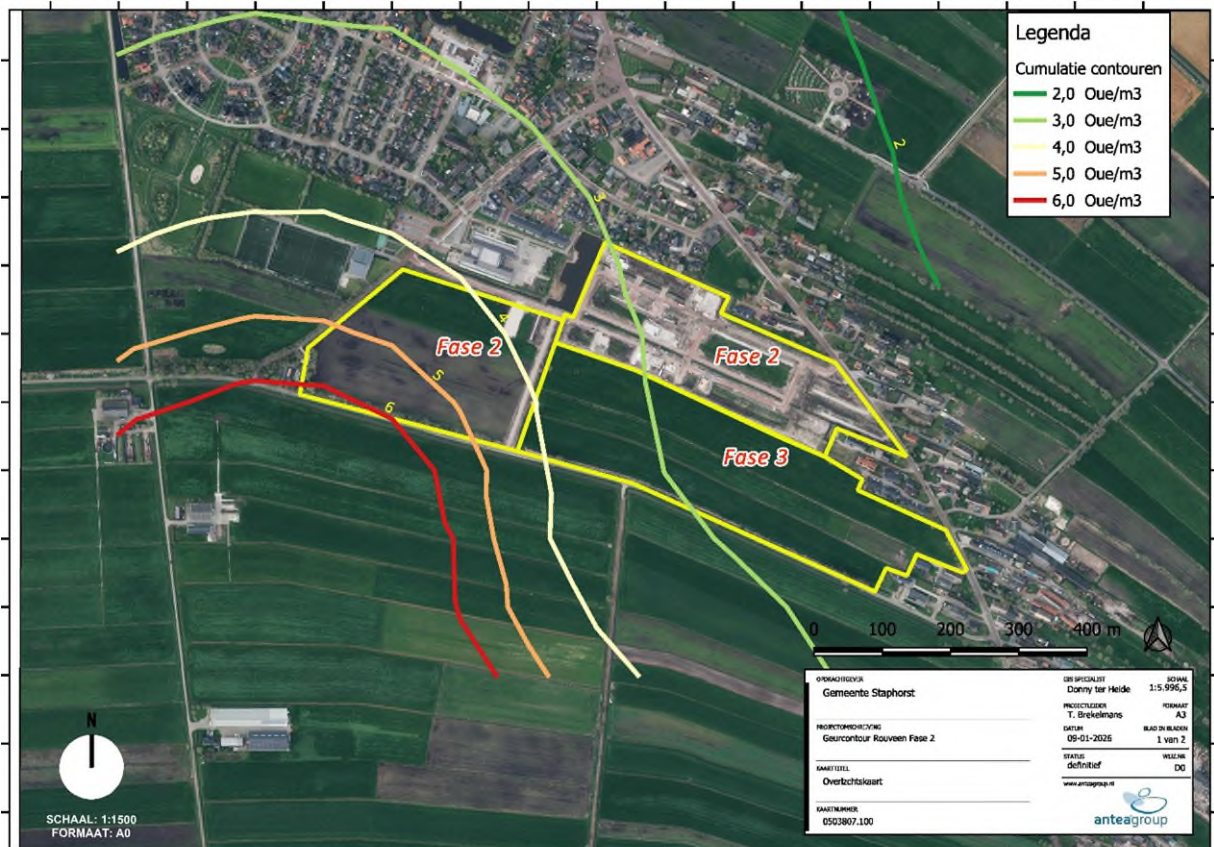 Legenda
Cumulatie contouren
2,0 Oue/m3
3,0 Oue/m3
4,0 Oue/m3
5,0 Oue/m3
6,0 Oue/m3
2
3
4
Fase 2
Fase 2
5
6
Fase 3
0 100 200 300 400 m
N
SCHAAL: 1:1500
FORMAAT: A0
OPDRACHTGEVER
Gemeente Staphorst
GIS SPECIALIST
Donny ter Heide
SCHAAL
1:5.996,5
PROJECTOMSCHRIJVING
Geurcontour Rouveen Fase 2
PROJECTLEIDER
T. Brekelmans
FORMAAT
A3
DATUM
09-01-2026
BLAD IN BLADEN
1 van 2
KAARTTITEL
Overizchtskaart
STATUS
definitief
WIJZ.NR
D0
KAARTNUMMER
0503807.100
www.anteagroup.nl
anteagroup